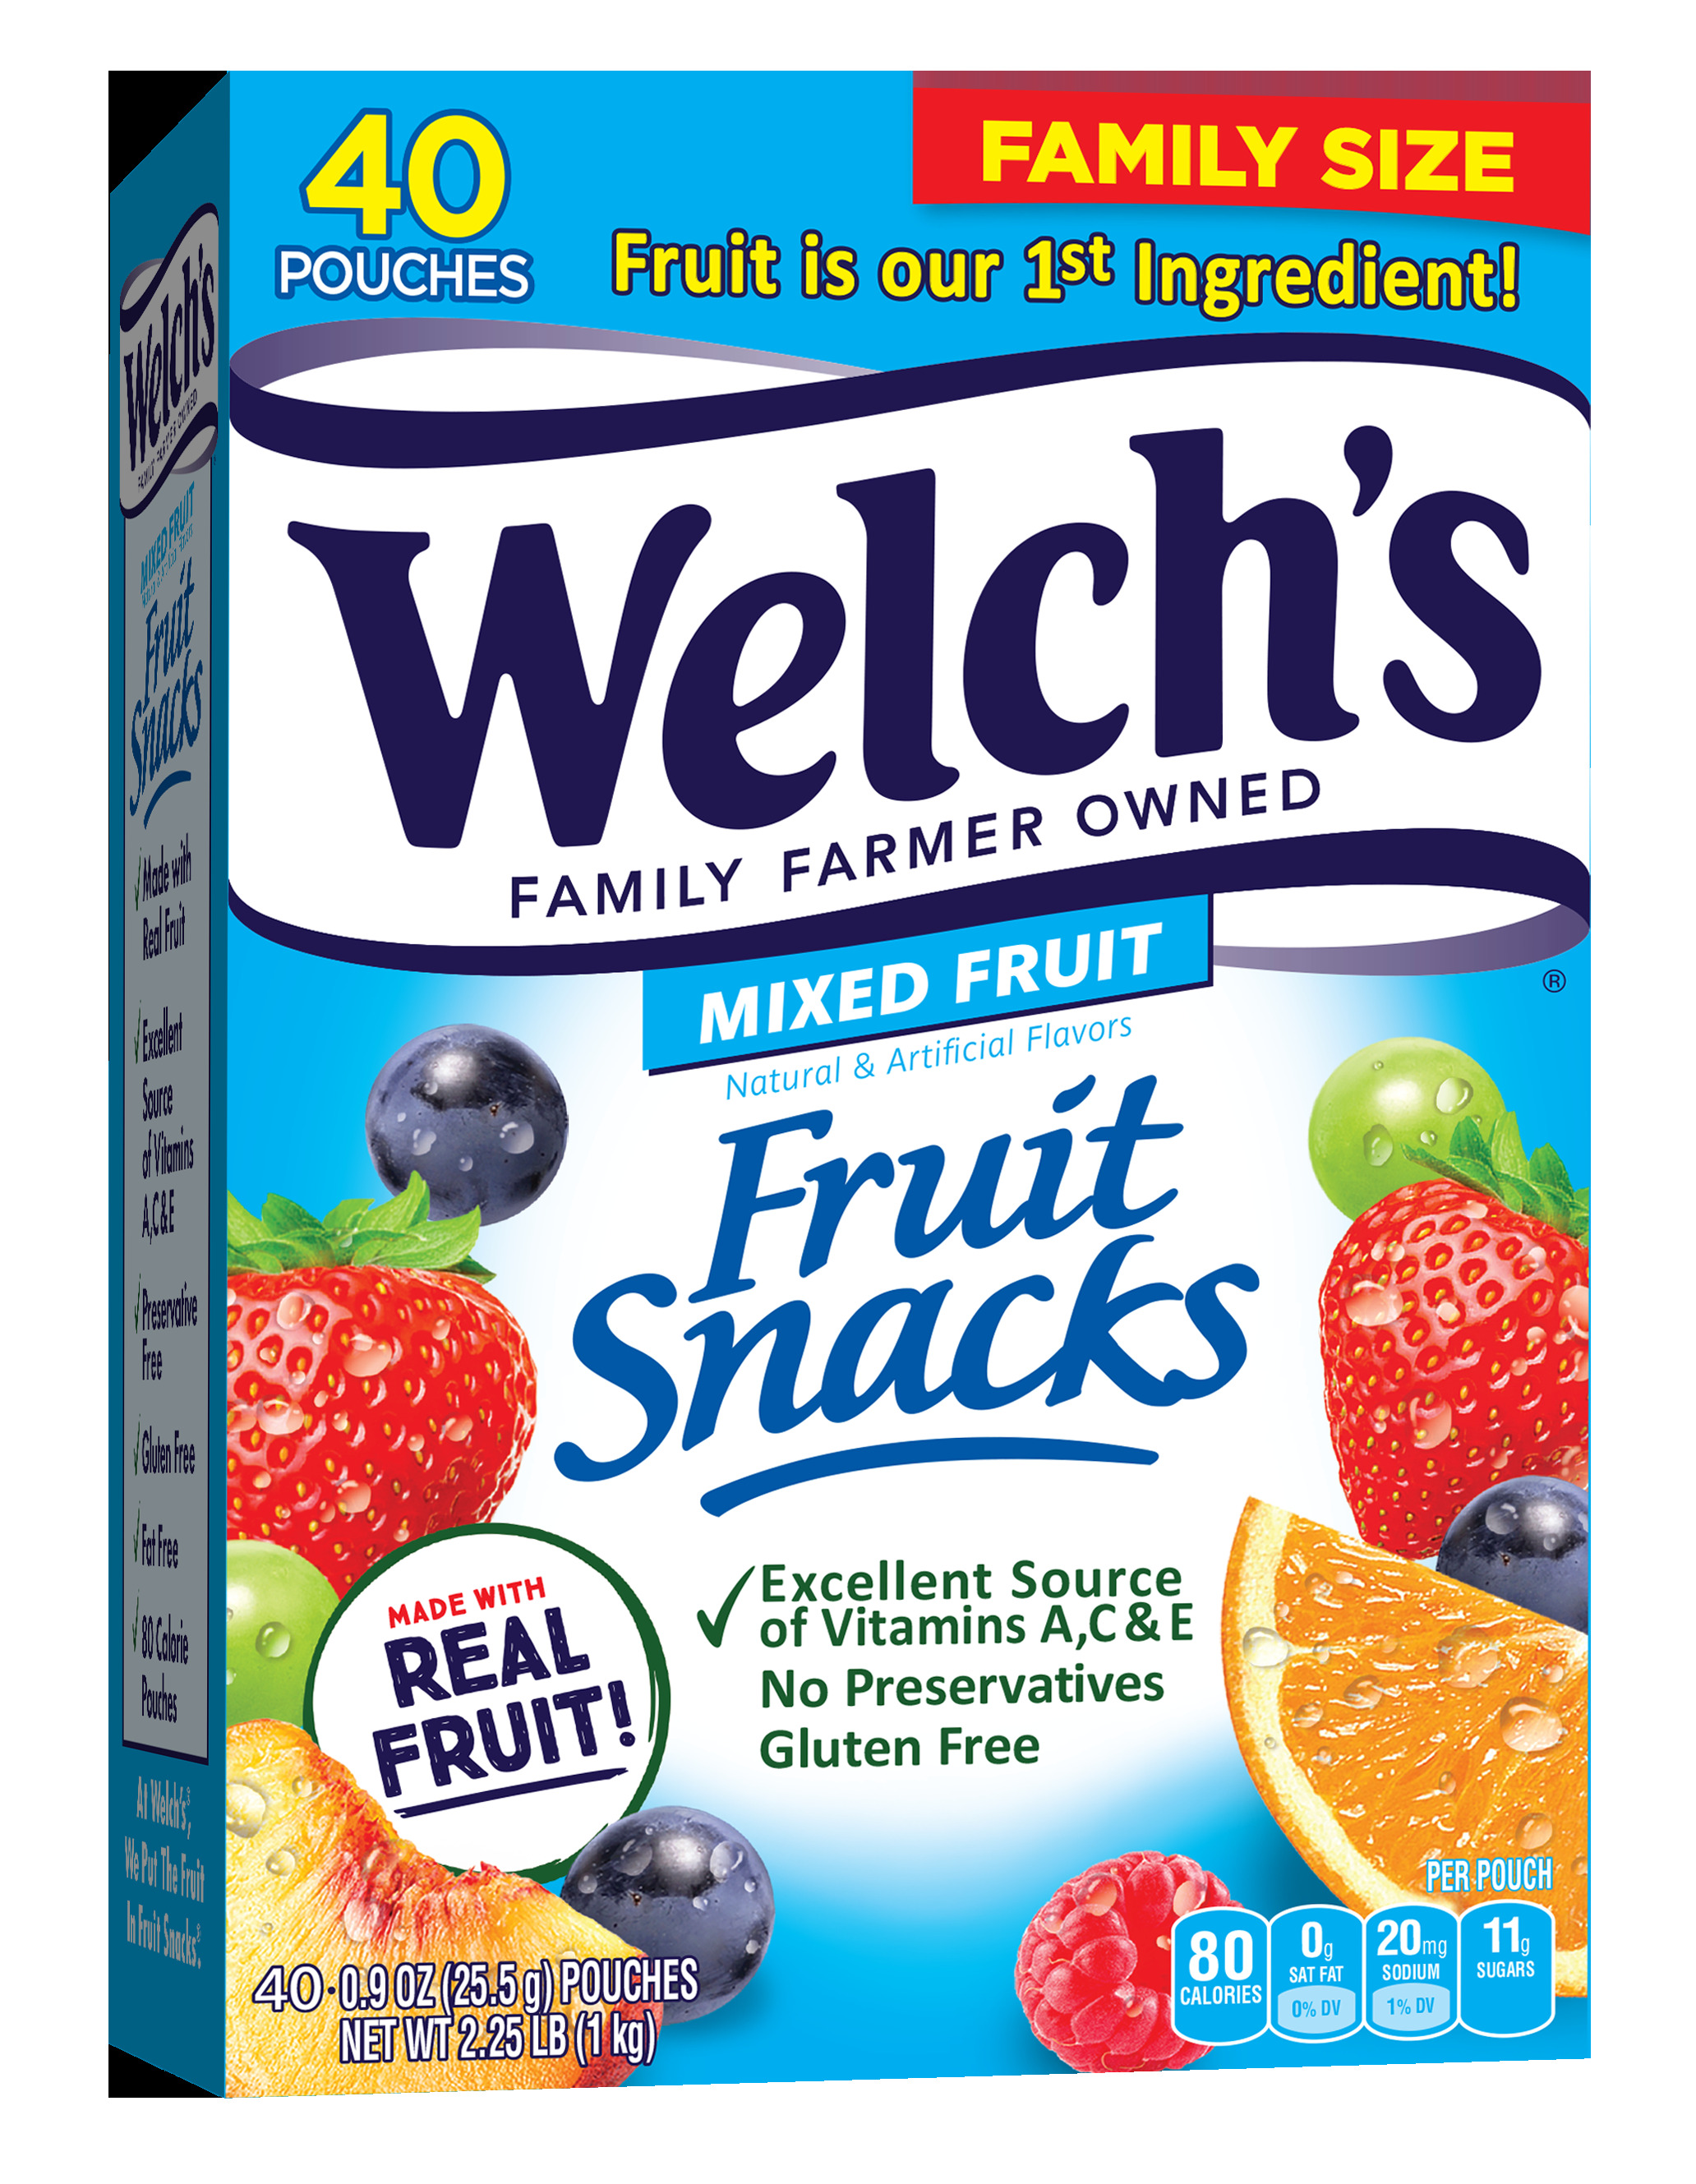 40
POUCHES
FAMILY SIZE
Fruit is our 1st Ingredient!
Welch's
FAMILY FARMER OWNED
®
MIXED FRUIT
Natural & Artificial Flavors
Fruit
Snacks
MADE WITH
REAL
FRUIT!
✓ Excellent Source
of Vitamins A,C & E
No Preservatives
Gluten Free
40·0.9 OZ (25.5 g) POUCHES
NET WT 2.25 LB (1 kg)
PER POUCH
80
CALORIES
0g
SAT FAT
0% DV
20mg
SODIUM
1% DV
11g
SUGARS
Welch's
FAMILY FARMER OWNED
MIXED FRUIT
Fruit
Snacks
✓ Made with
Real Fruit
✓ Excellent
Source
of Vitamins
A,C & E
✓ Preservative
Free
✓ Gluten Free
✓ Fat Free
✓ 80 Calorie
Pouches
At Welch's®,
We Put The Fruit
In Fruit Snacks®.